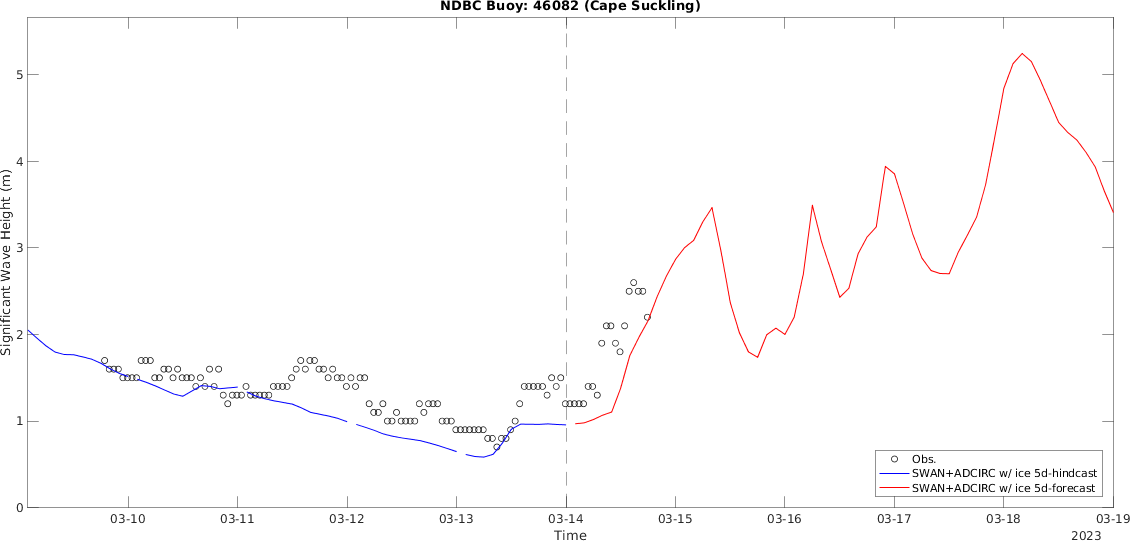 NDBC Buoy: 46082 (Cape Suckling)
Significant Wave Height (m)
5
4
3
2
1
0
Obs.
SWAN+ADCIRC w/ ice 5d-hindcast
SWAN+ADCIRC w/ ice 5d-forecast
03-10 03-11 03-12 03-13 03-14 03-15 03-16 03-17 03-18 03-19
Time
2023